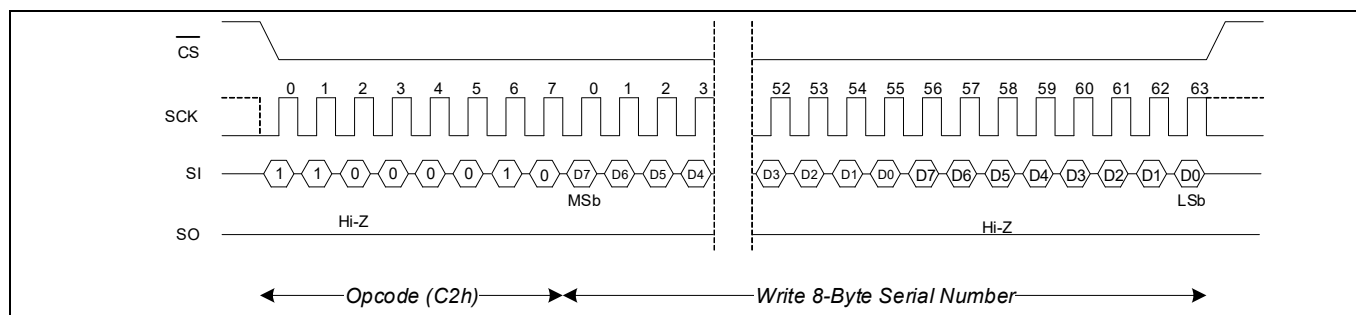 CS
0 1 2 3 4 5 6 7 0 1 2 3 52 53 54 55 56 57 58 59 60 61 62 63
SCK
SI 1 1 0 0 0 0 1 0 D7 D6 D5 D4 D3 D2 D1 D0 D7 D6 D5 D4 D3 D2 D1 D0
MSb LSb
Hi-Z Hi-Z
SO
Opcode (C2h) Write 8-Byte Serial Number